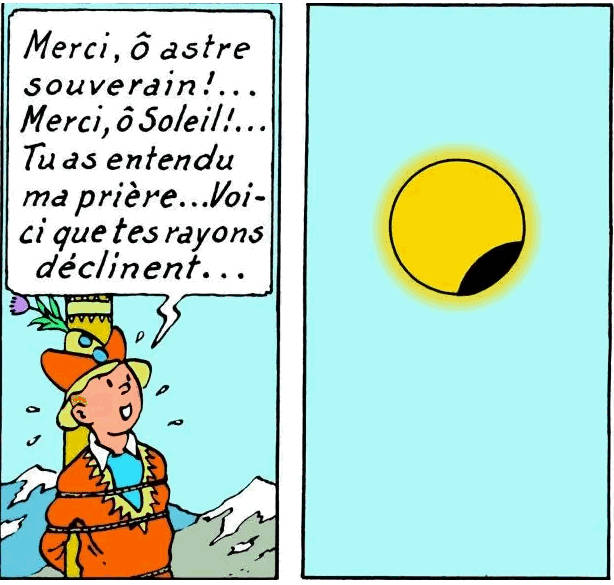 Merci, ô astre
souverain!...
Merci, ô Soleil!...
Tu as entendu
ma prière...Voi-
ci que tes rayons
déclinent...